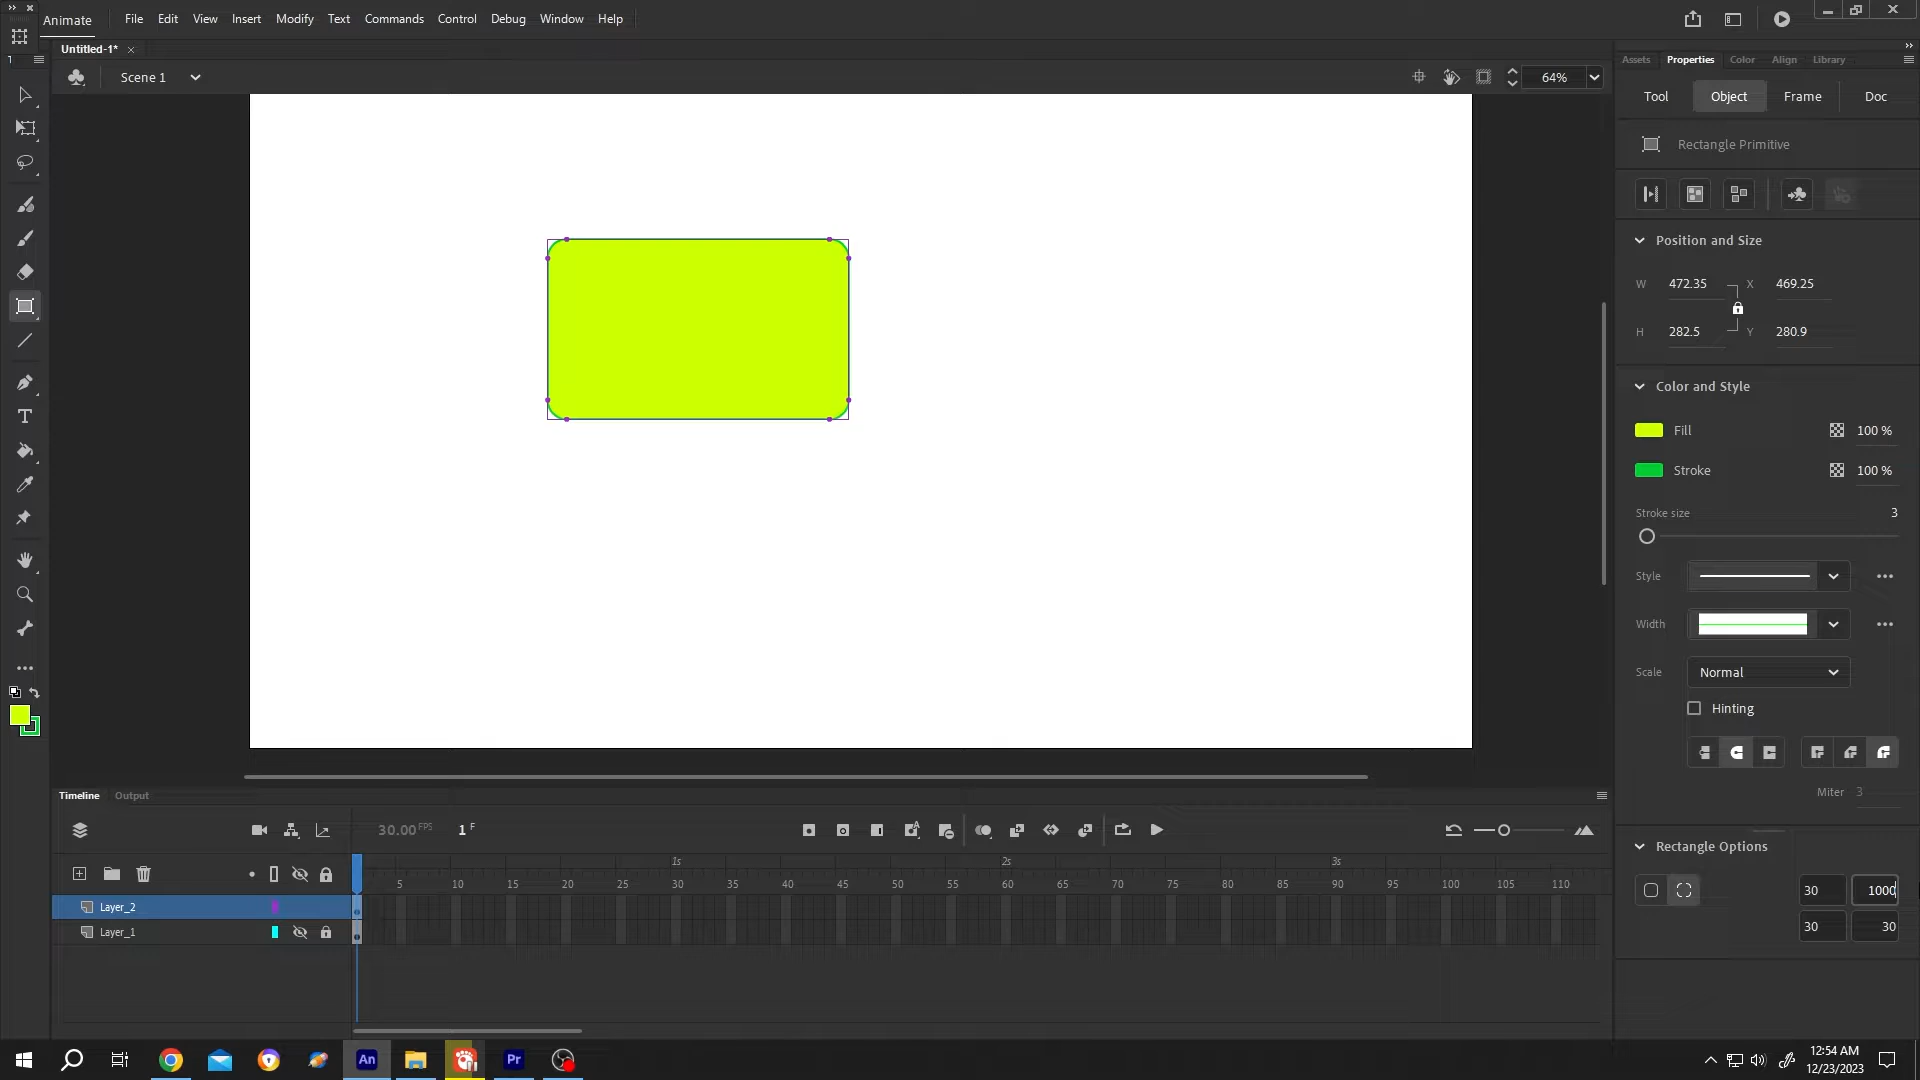 Animate File Edit View Insert Modify Text Commands Control Debug Window Help
Untitled-1*
Scene 1
64%
Assets Properties Color Align Library
Tool Object Frame Doc
Rectangle Primitive
Position and Size
W 472.35 X 469.25
H 282.5 Y 280.9
Color and Style
Fill 100 %
Stroke 100 %
Stroke size 3
Style
Width
Scale Normal
Hinting
Miter 3
Rectangle Options
30 1000
30 30
Timeline Output
30.00 FPS 1 F
1s 2s 3s
5 10 15 20 25 30 35 40 45 50 55 60 65 70 75 80 85 90 95 100 105 110
Layer_2
Layer_1
An Pr
12:54 AM
12/23/2023